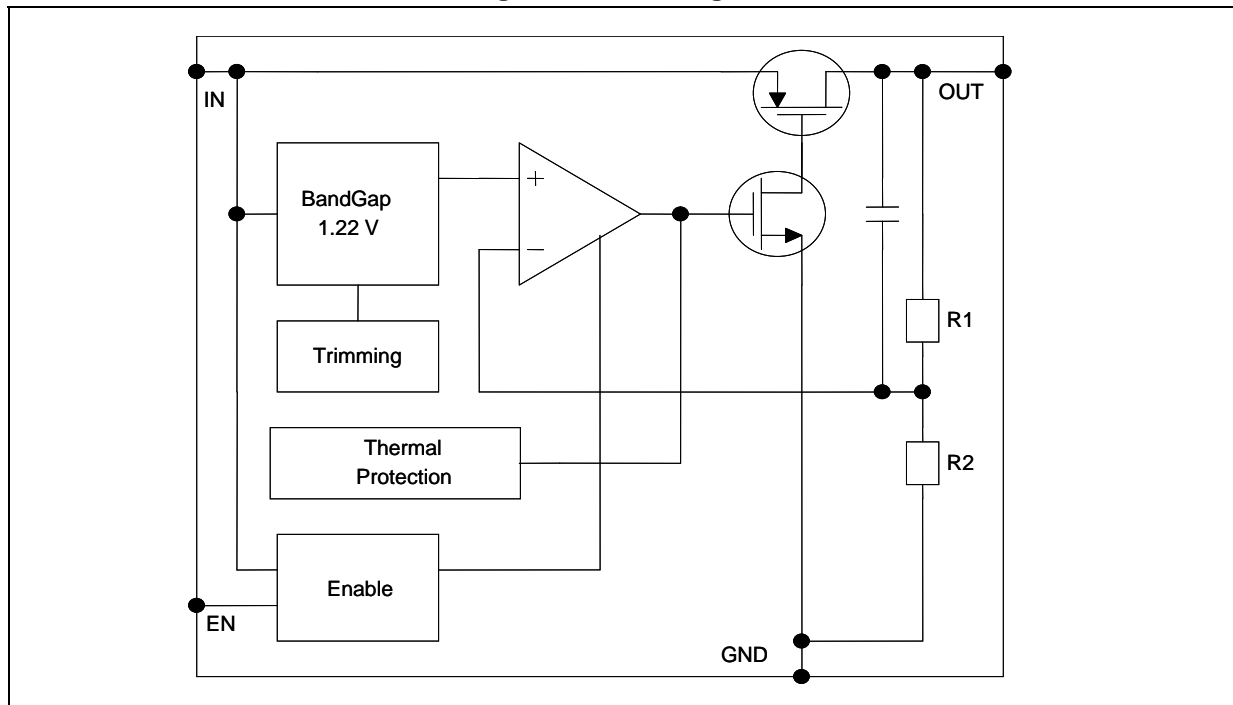 IN
OUT
BandGap
1.22 V
+
−
Trimming
R1
Thermal
Protection
R2
Enable
EN
GND